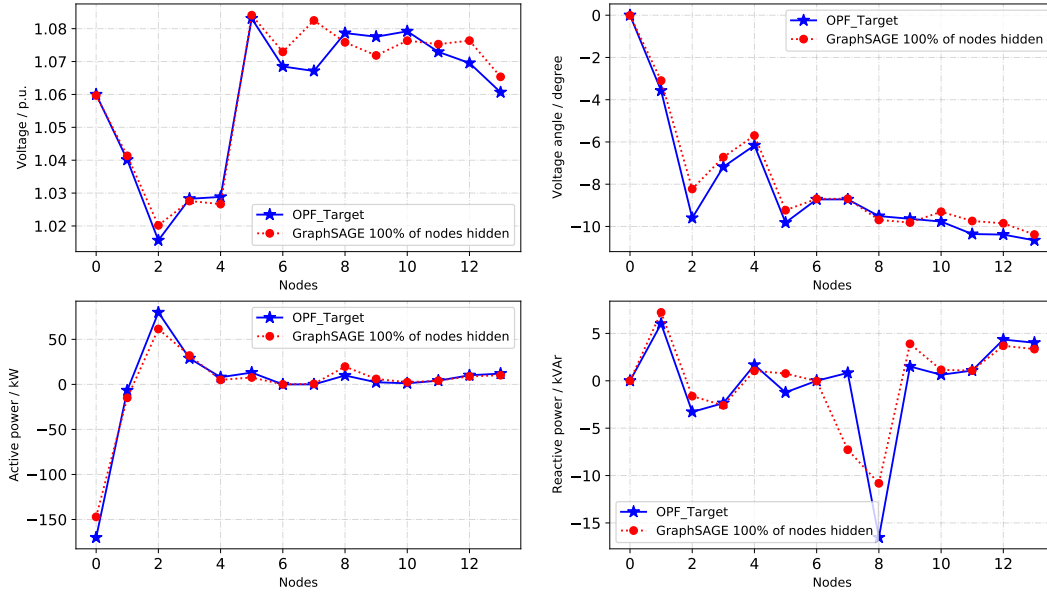 1.08
1.07
1.06
1.05
1.04
1.03
1.02
Voltage / p.u.
OPF_Target
GraphSAGE 100% of nodes hidden
0 2 4 6 8 10 12
Nodes
0
−2
−4
−6
−8
−10
Voltage angle / degree
OPF_Target
GraphSAGE 100% of nodes hidden
0 2 4 6 8 10 12
Nodes
50
0
−50
−100
−150
Active power / kW
OPF_Target
GraphSAGE 100% of nodes hidden
0 2 4 6 8 10 12
Nodes
5
0
−5
−10
−15
Reactive power / kVAr
OPF_Target
GraphSAGE 100% of nodes hidden
0 2 4 6 8 10 12
Nodes